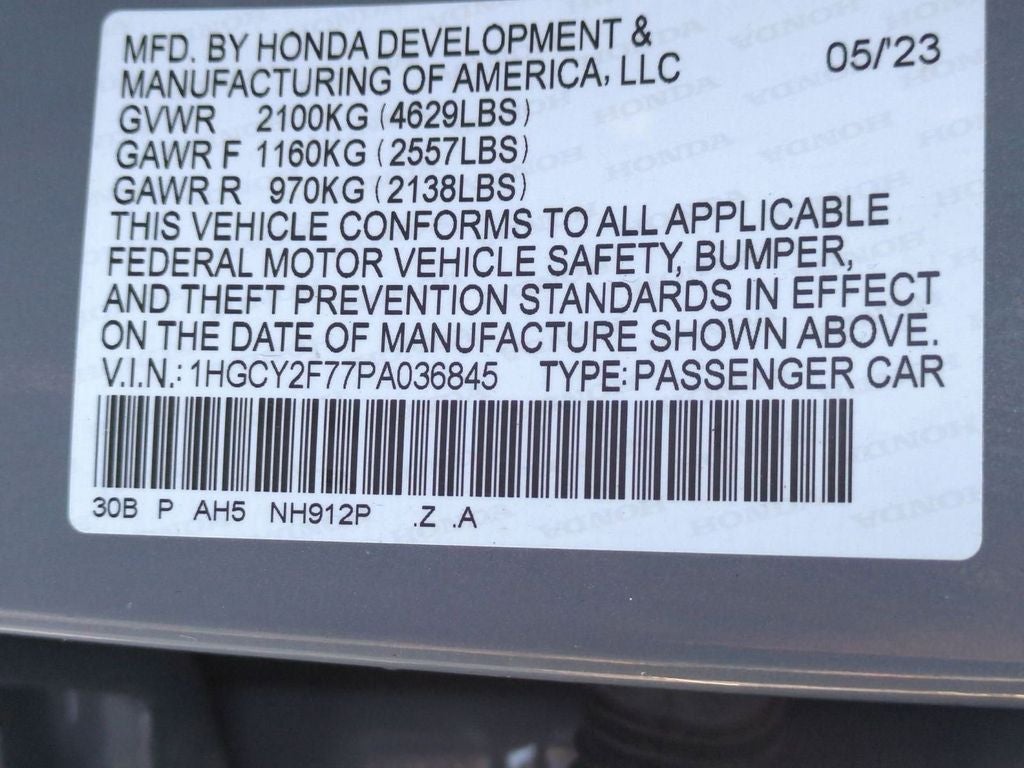 MFD. BY HONDA DEVELOPMENT &
MANUFACTURING OF AMERICA, LLC 05/'23
GVWR 2100KG (4629LBS)
GAWR F 1160KG (2557LBS)
GAWR R 970KG (2138LBS)
THIS VEHICLE CONFORMS TO ALL APPLICABLE
FEDERAL MOTOR VEHICLE SAFETY, BUMPER,
AND THEFT PREVENTION STANDARDS IN EFFECT
ON THE DATE OF MANUFACTURE SHOWN ABOVE.
V.I.N.: 1HGCY2F77PA036845 TYPE: PASSENGER CAR
30B P AH5 NH912P .Z .A